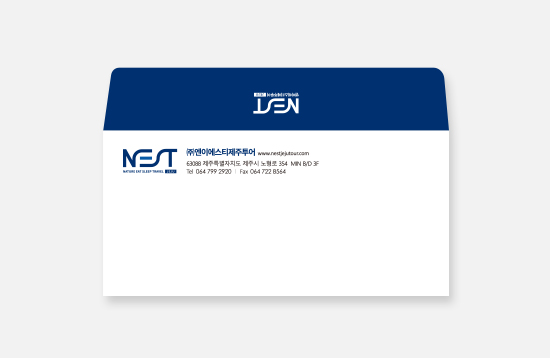 NEST
NEST
NATURE EAT SLEEP TRAVEL
㈜앤이에스티제주투어 www.nestjejutour.com
63088 제주특별자치도 제주시 노형로 354 MIN B/D 3F
Tel 064 799 2920 | Fax 064 722 8564